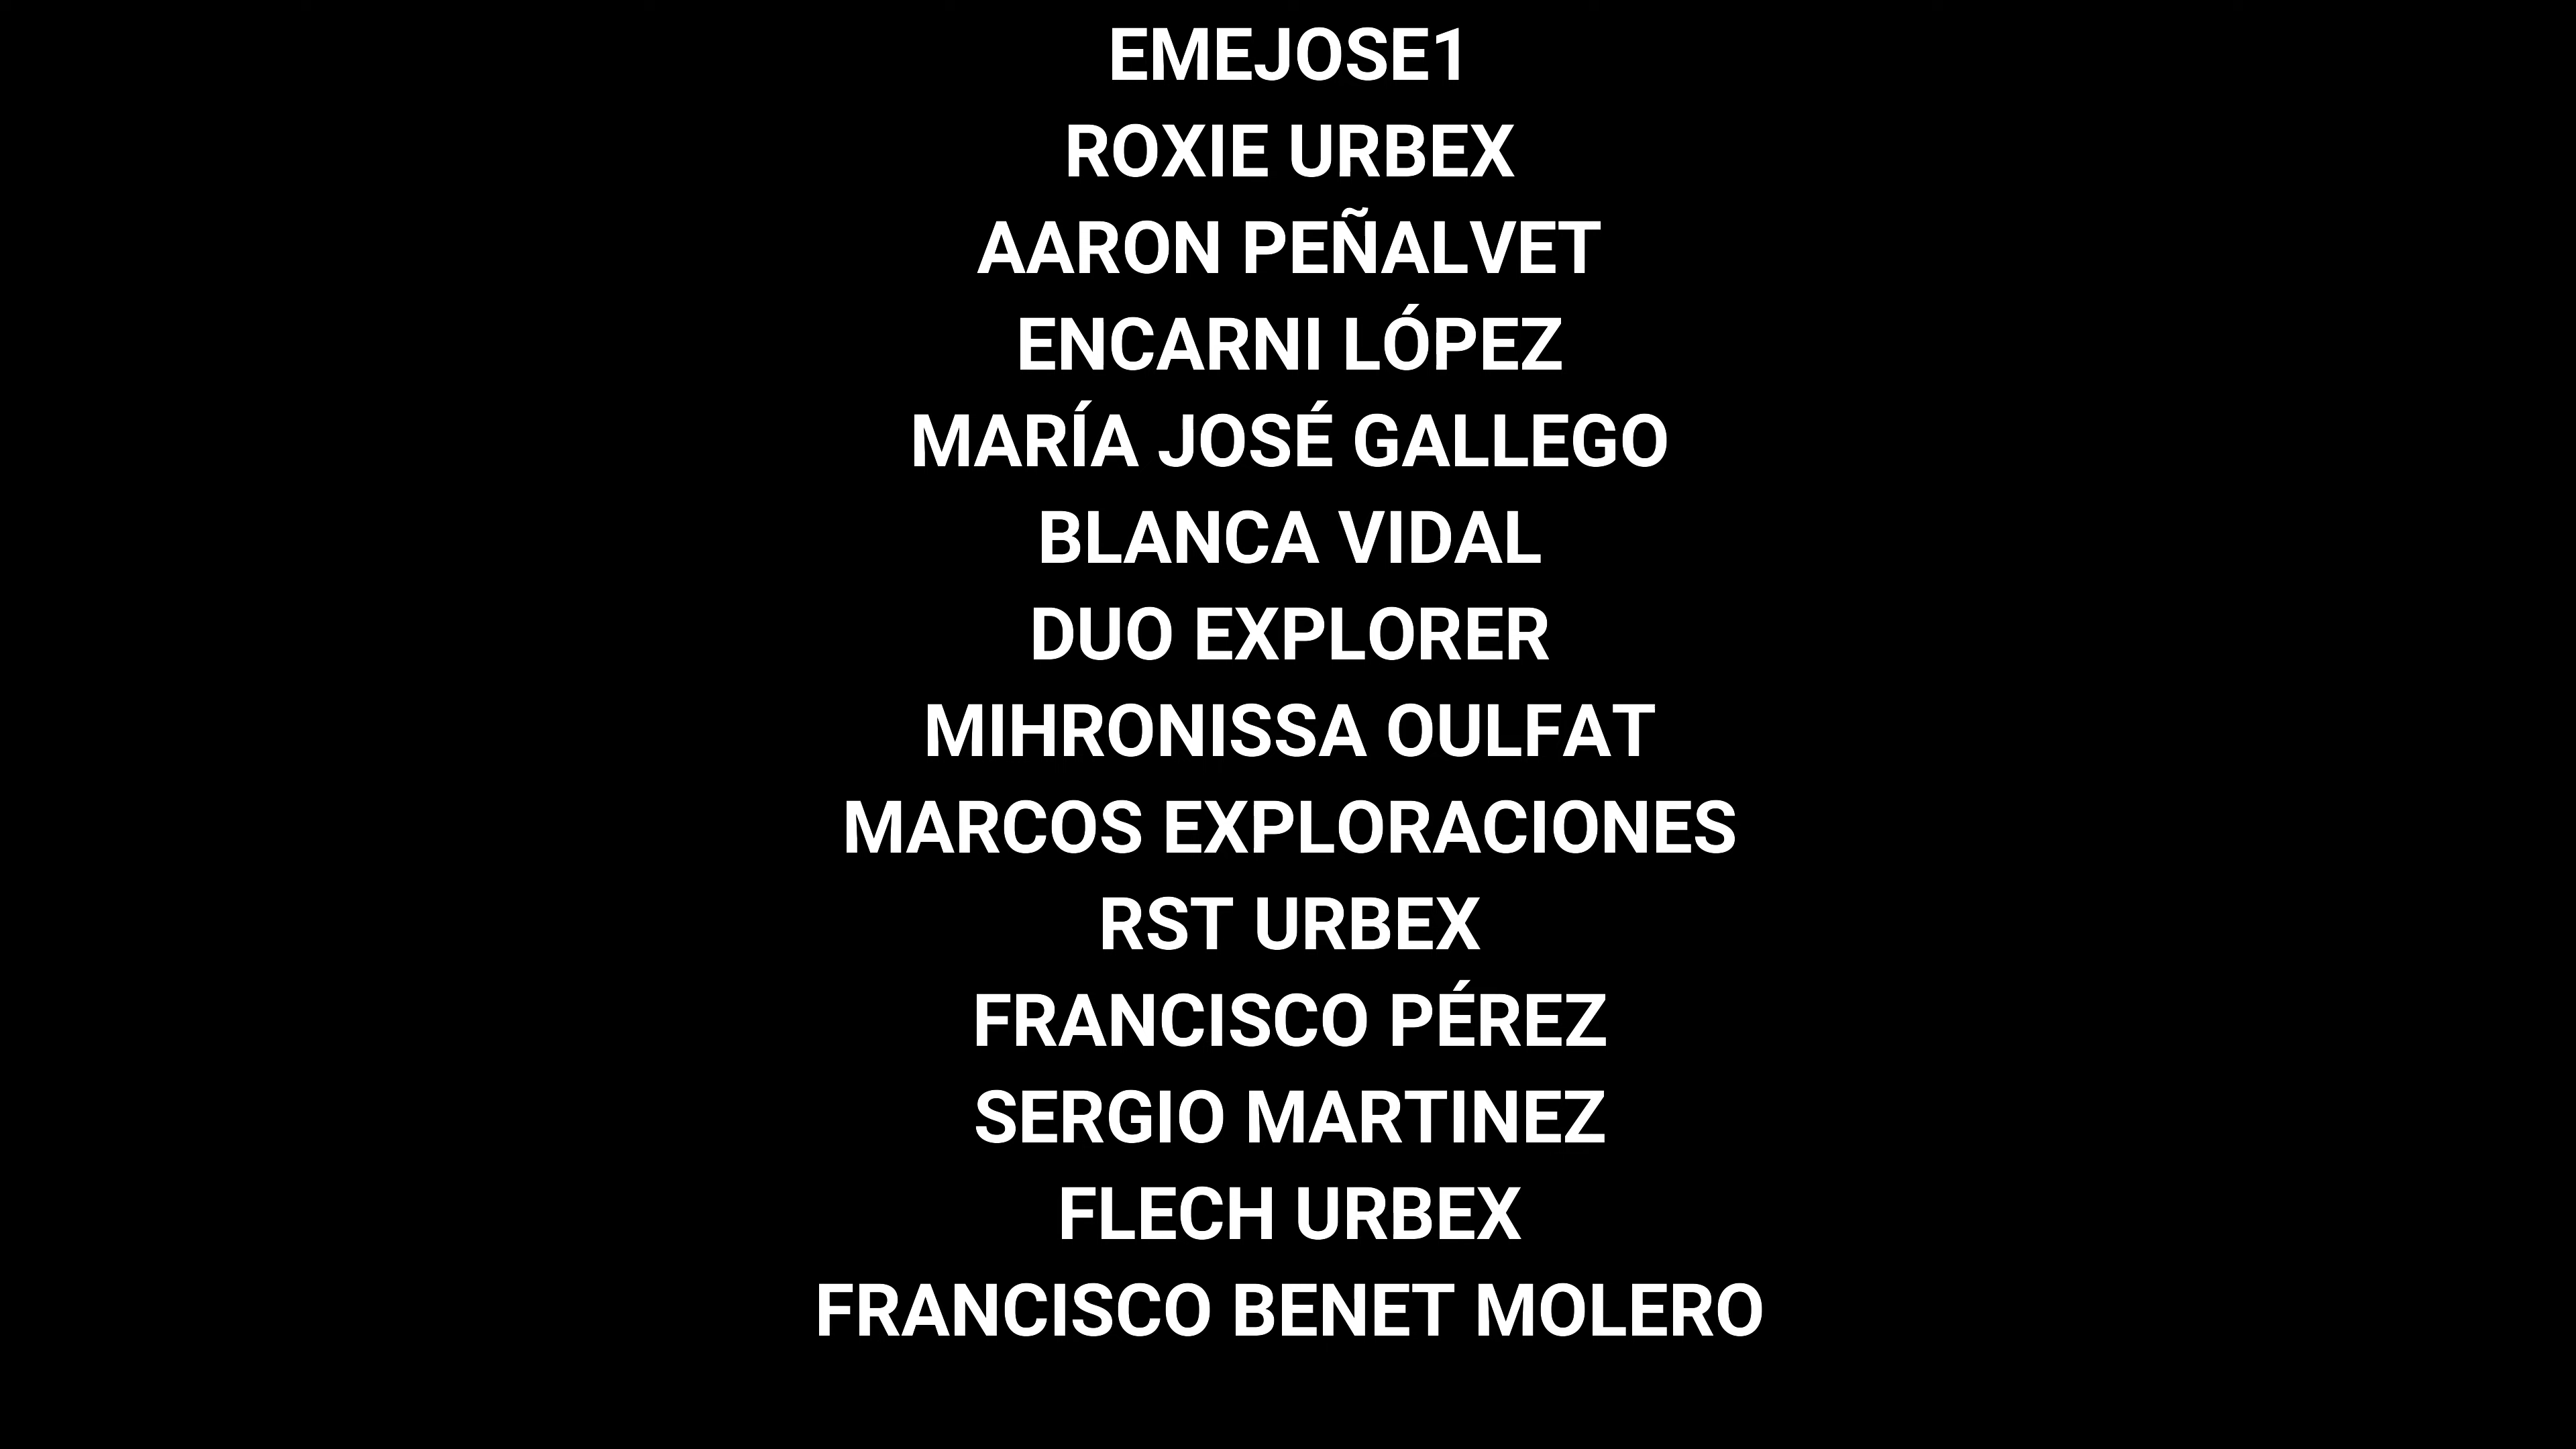 EMEJOSE1
ROXIE URBEX
AARON PEÑALVET
ENCARNI LÓPEZ
MARÍA JOSÉ GALLEGO
BLANCA VIDAL
DUO EXPLORER
MIHRONISSA OULFAT
MARCOS EXPLORACIONES
RST URBEX
FRANCISCO PÉREZ
SERGIO MARTINEZ
FLECH URBEX
FRANCISCO BENET MOLERO